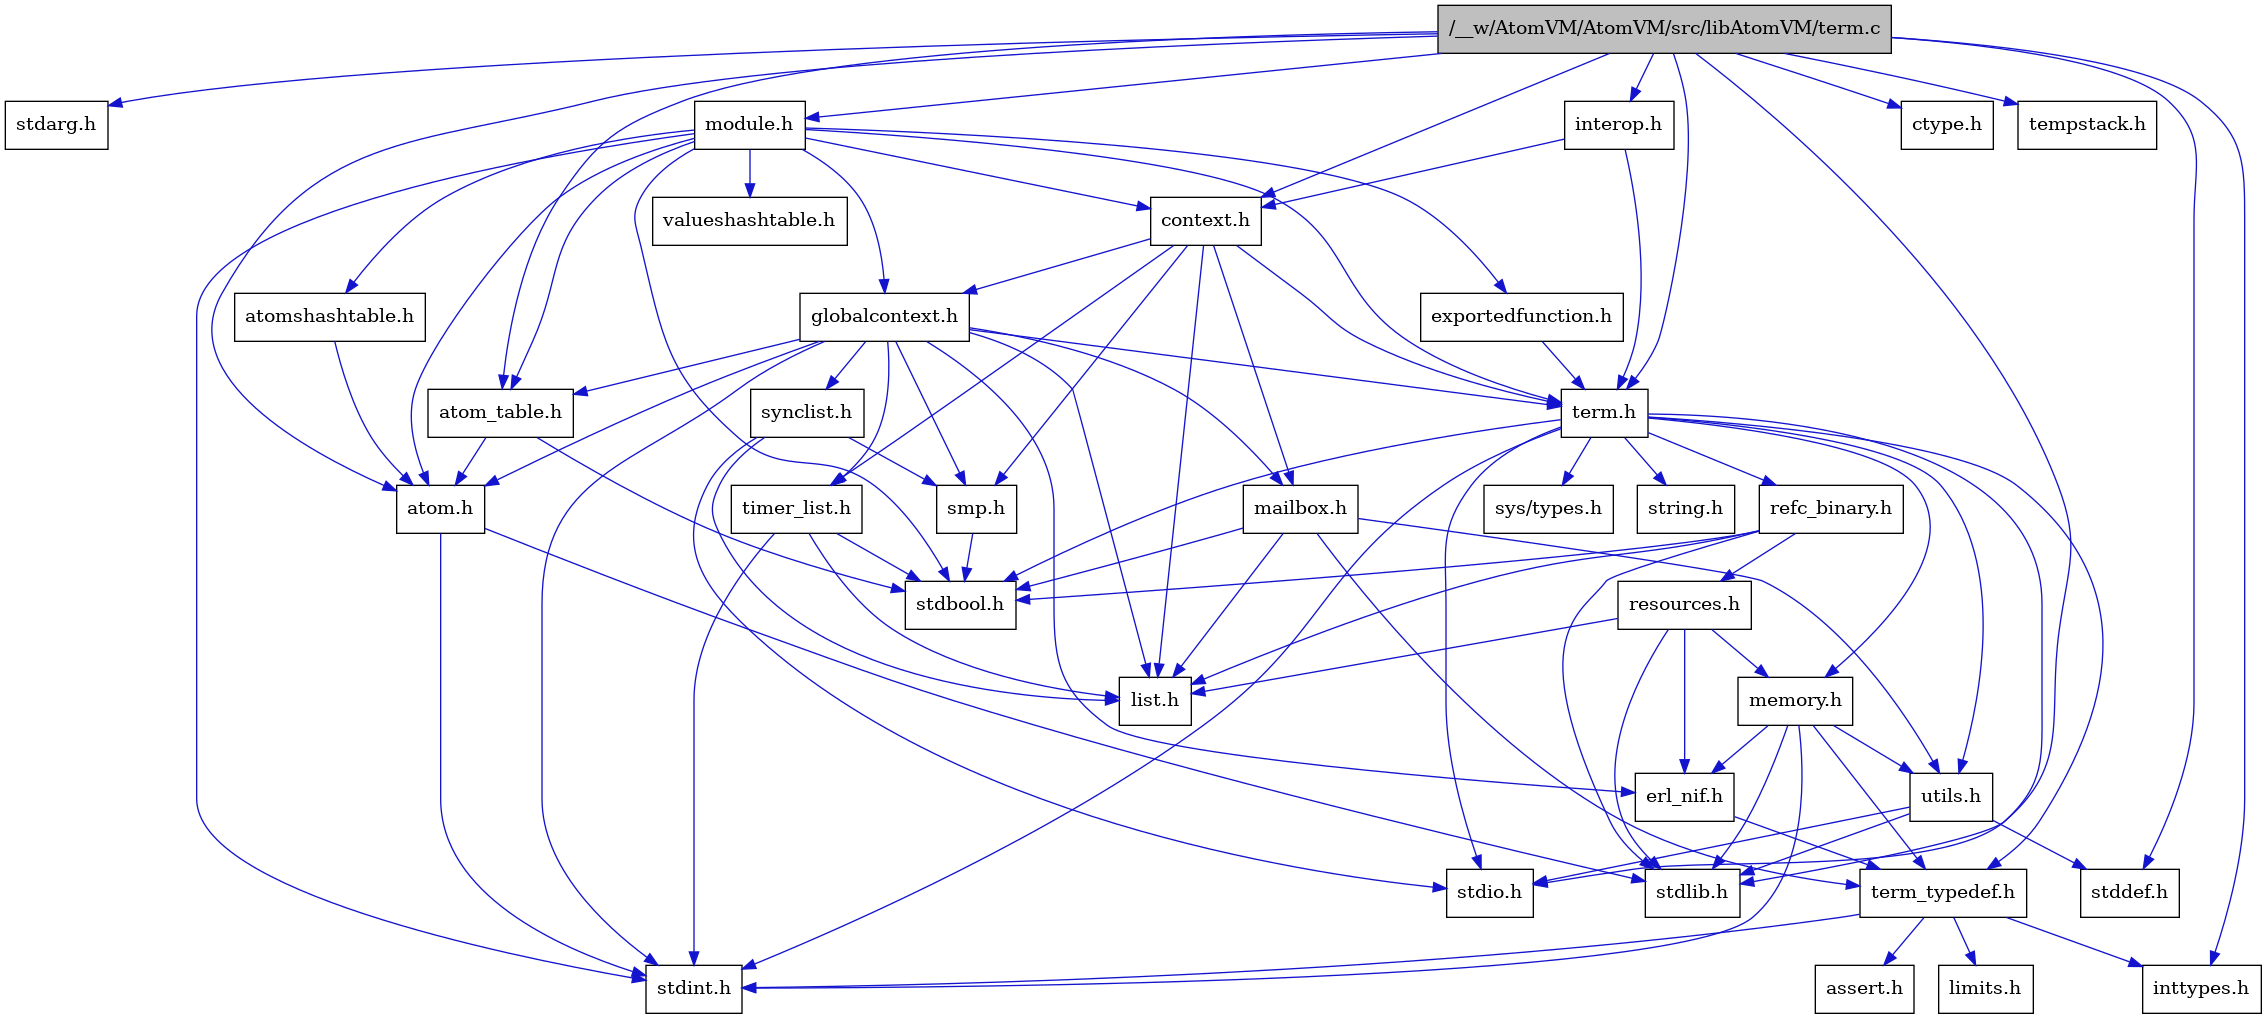 /__w/AtomVM/AtomVM/src/libAtomVM/term.c
stdarg.h
module.h
interop.h
ctype.h
tempstack.h
valueshashtable.h
context.h
atomshashtable.h
globalcontext.h
exportedfunction.h
atom_table.h
synclist.h
term.h
atom.h
timer_list.h
smp.h
mailbox.h
sys/types.h
string.h
refc_binary.h
stdbool.h
resources.h
list.h
memory.h
erl_nif.h
utils.h
stdio.h
stdlib.h
term_typedef.h
stddef.h
stdint.h
assert.h
limits.h
inttypes.h